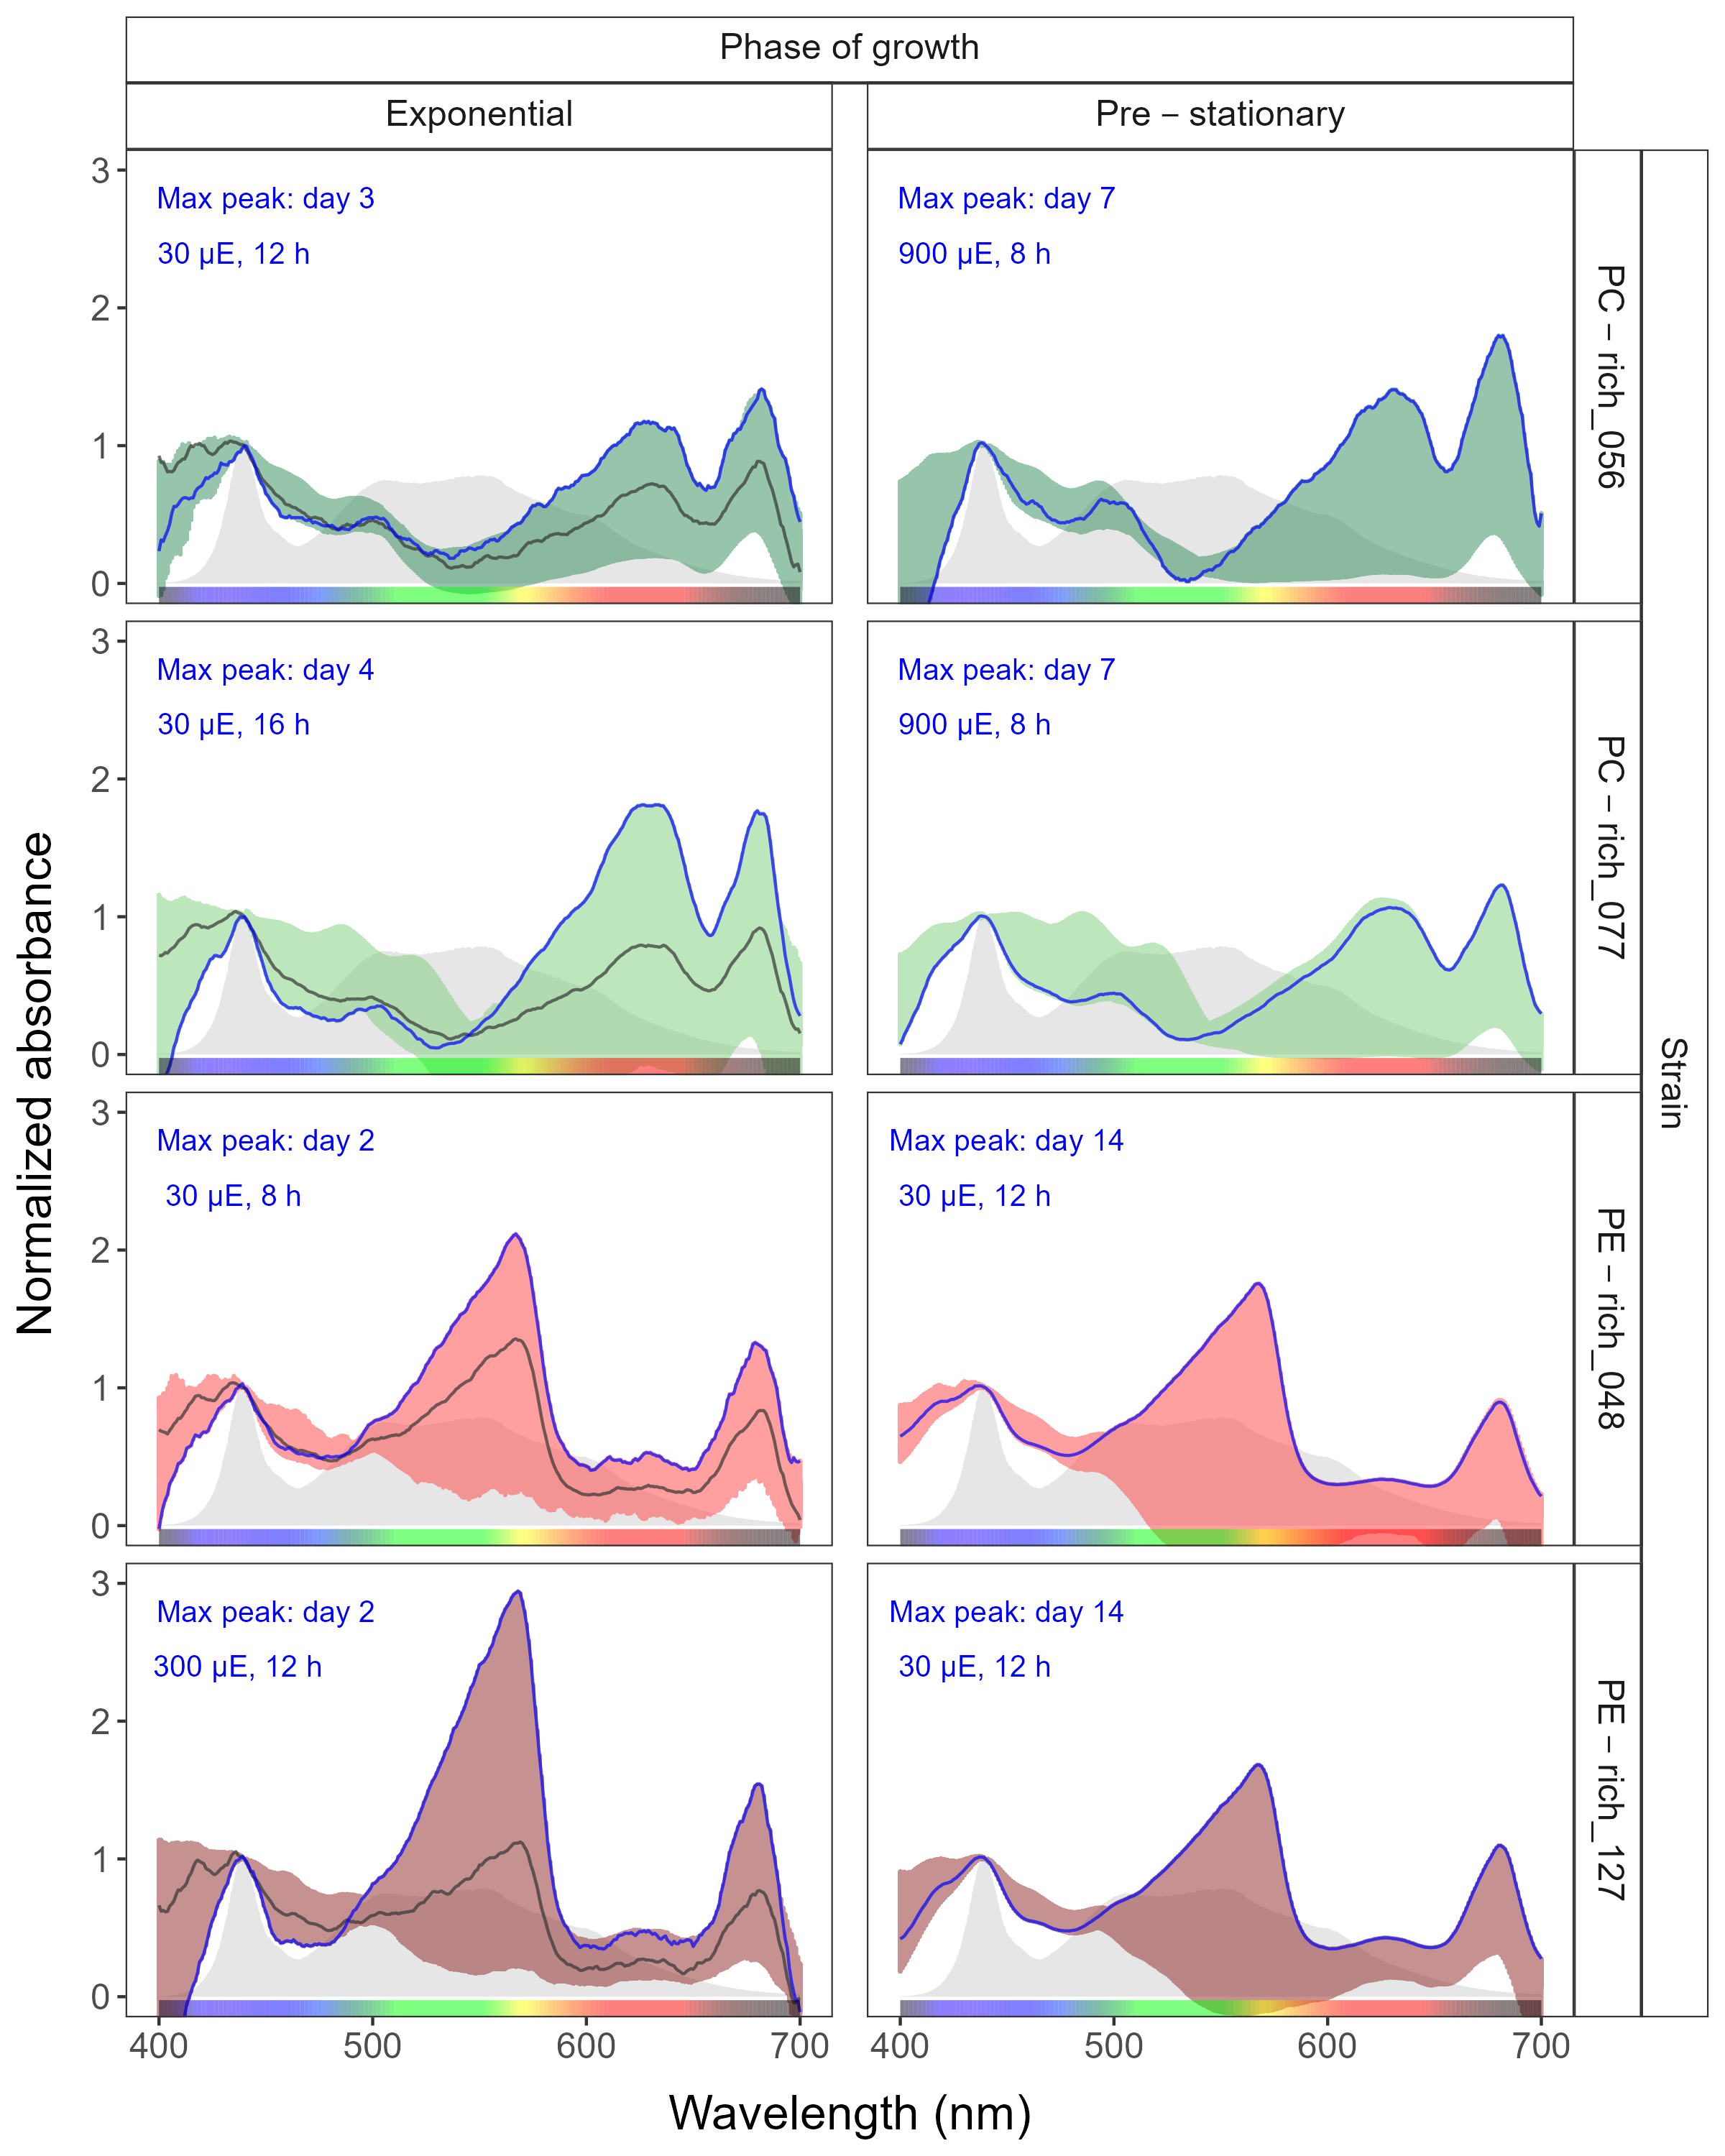 Phase of growth
Exponential
Pre – stationary
3
2
1
0
Max peak: day 3
30 µE, 12 h
Max peak: day 7
900 µE, 8 h
PC – rich_056
3
2
1
0
Max peak: day 4
30 µE, 16 h
Max peak: day 7
900 µE, 8 h
PC – rich_077
3
2
1
0
Max peak: day 2
30 µE, 8 h
Max peak: day 14
30 µE, 12 h
PE – rich_048
3
2
1
0
Max peak: day 2
300 µE, 12 h
Max peak: day 14
30 µE, 12 h
PE – rich_127
Strain
Normalized absorbance
400 500 600 700
400 500 600 700
Wavelength (nm)